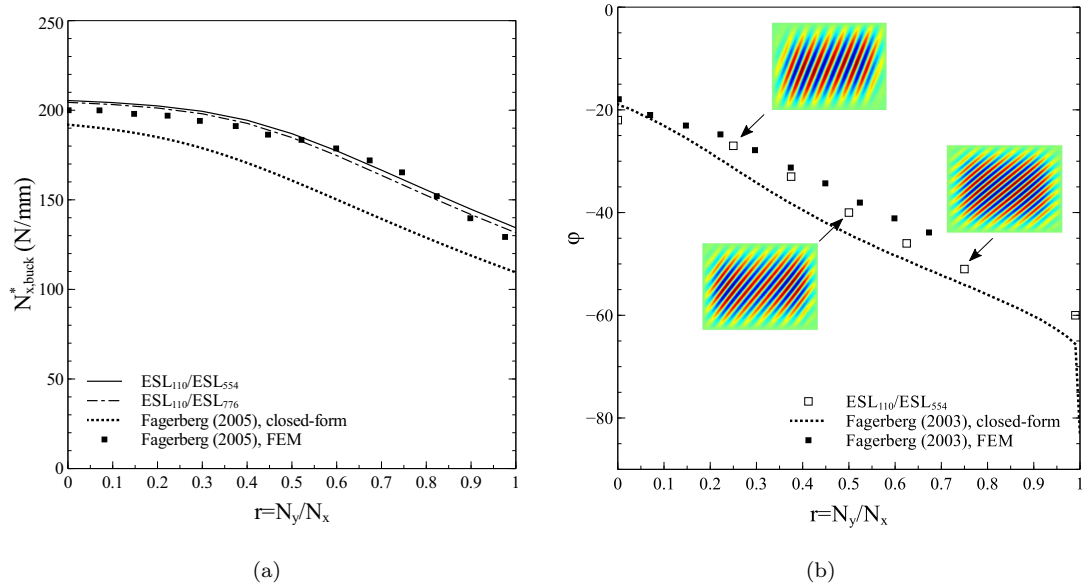 250
200
150
100
50
0
0 0.1 0.2 0.3 0.4 0.5 0.6 0.7 0.8 0.9 1
N*x,buck (N/mm)
r=Ny/Nx
ESL110/ESL554
ESL110/ESL776
Fagerberg (2005), closed-form
Fagerberg (2005), FEM
(a)
0
−20
−40
−60
−80
0 0.1 0.2 0.3 0.4 0.5 0.6 0.7 0.8 0.9 1
φ
r=Ny/Nx
ESL110/ESL554
Fagerberg (2003), closed-form
Fagerberg (2003), FEM
(b)